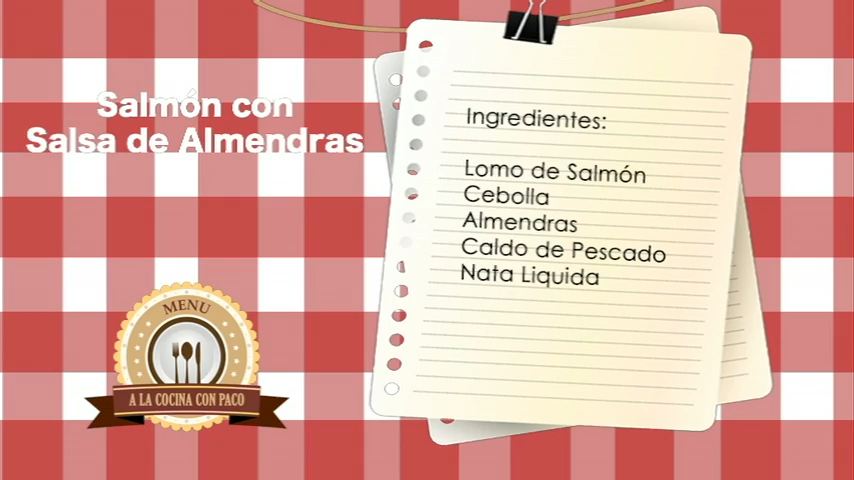 Salmón con
Salsa de Almendras
Ingredientes:
Lomo de Salmón
Cebolla
Almendras
Caldo de Pescado
Nata Liquida
MENU
A LA COCINA CON PACO